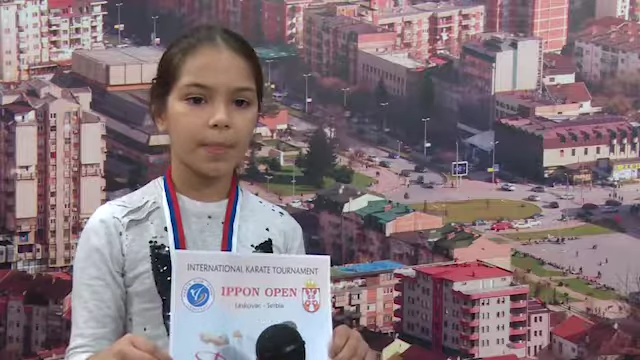 INTERNATIONAL KARATE TOURNAMENT
IPPON OPEN
Leskovac - Serbia